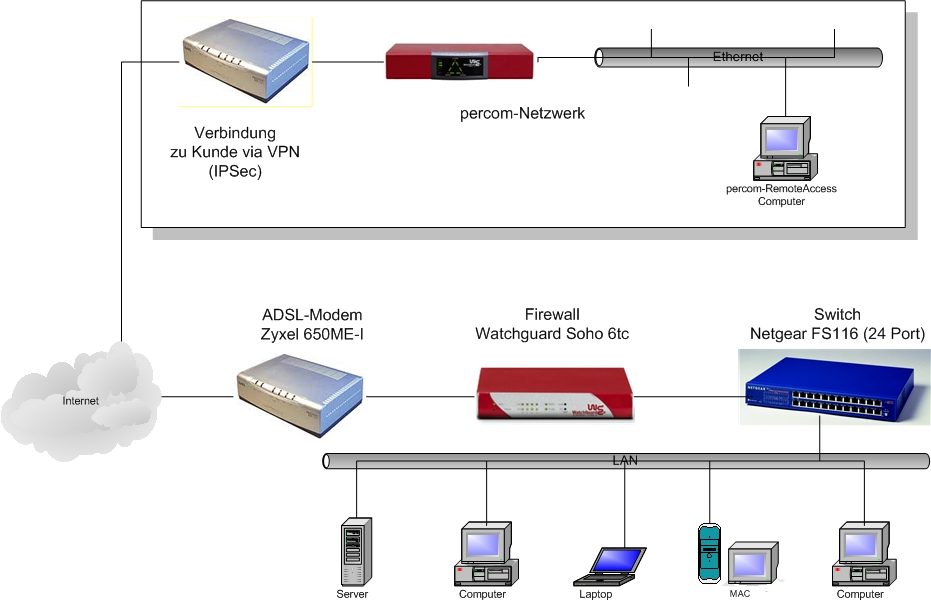 Ethernet
Verbindung
zu Kunde via VPN
(IPSec)
percom-Netzwerk
percom-RemoteAccess
Computer
ADSL-Modem
Zyxel 650ME-I
Firewall
Watchguard Soho 6tc
Switch
Netgear FS116 (24 Port)
Internet
NETGEAR
LAN
Server
Computer
Laptop
MAC
Computer